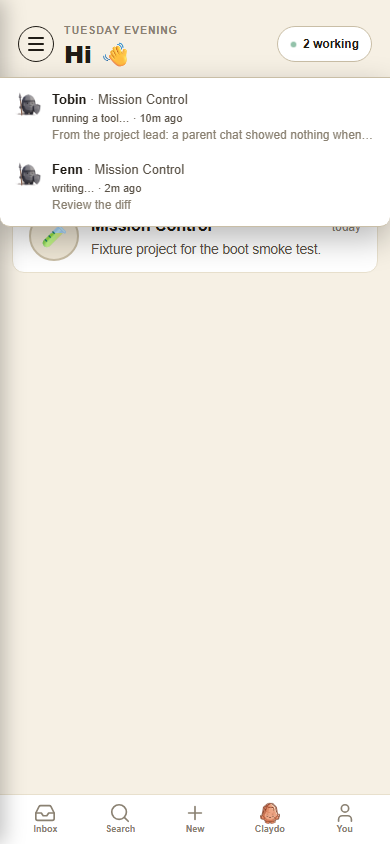 TUESDAY EVENING
Hi 👋
2 working
Tobin · Mission Control
running a tool... · 10m ago
From the project lead: a parent chat showed nothing when...
Fenn · Mission Control
writing... · 2m ago
Review the diff
Mission Control today
Fixture project for the boot smoke test.
Inbox Search New Claydo You